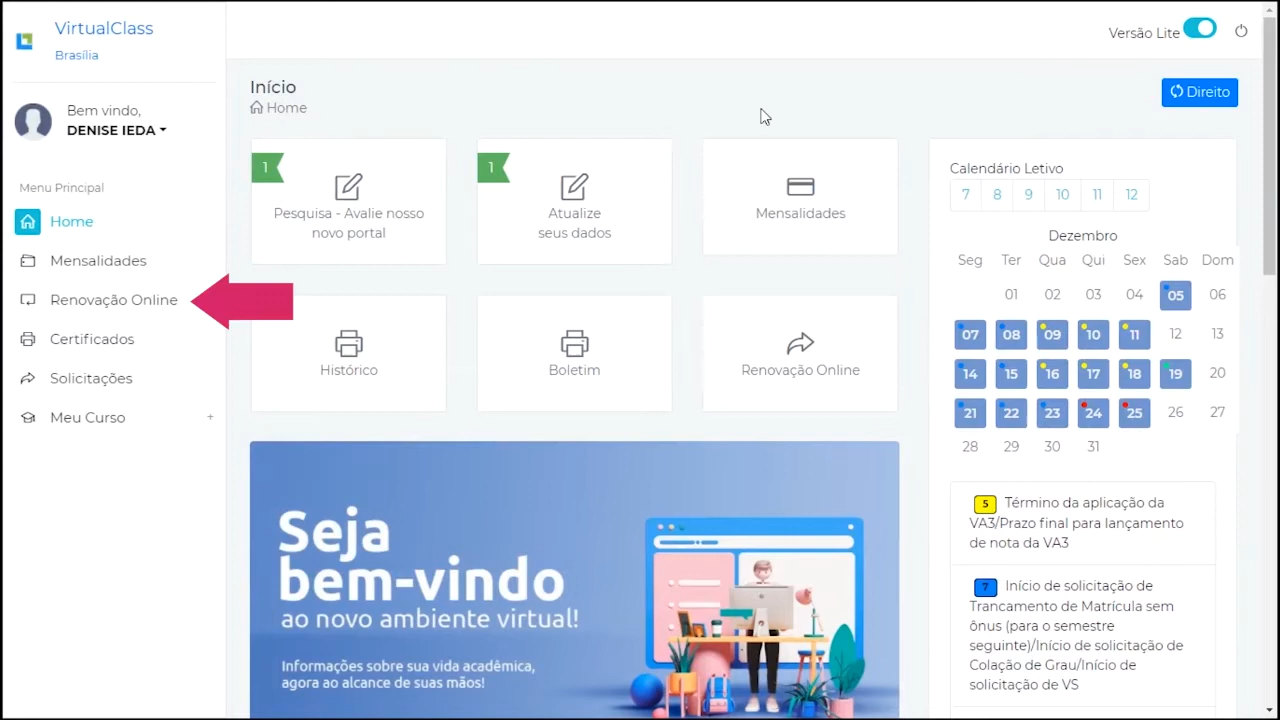 VirtualClass
Brasília
Versão Lite
Bem vindo,
DENISE IEDA
Menu Principal
Home
Mensalidades
Renovação Online
Certificados
Solicitações
Meu Curso +
Início
Home
Direito
1
Pesquisa - Avalie nosso
novo portal
1
Atualize
seus dados
Mensalidades
Histórico
Boletim
Renovação Online
Seja
bem-vindo
ao novo ambiente virtual!
Informações sobre sua vida acadêmica,
agora ao alcance de suas mãos!
Calendário Letivo
7 8 9 10 11 12
Dezembro
Seg Ter Qua Qui Sex Sab Dom
01 02 03 04 05 06
07 08 09 10 11 12 13
14 15 16 17 18 19 20
21 22 23 24 25 26 27
28 29 30 31
5 Término da aplicação da
VA3/Prazo final para lançamento
de nota da VA3
7 Início de solicitação de
Trancamento de Matrícula sem
ônus (para o semestre
seguinte)/Início de solicitação de
Colação de Grau/Início de
solicitação de VS